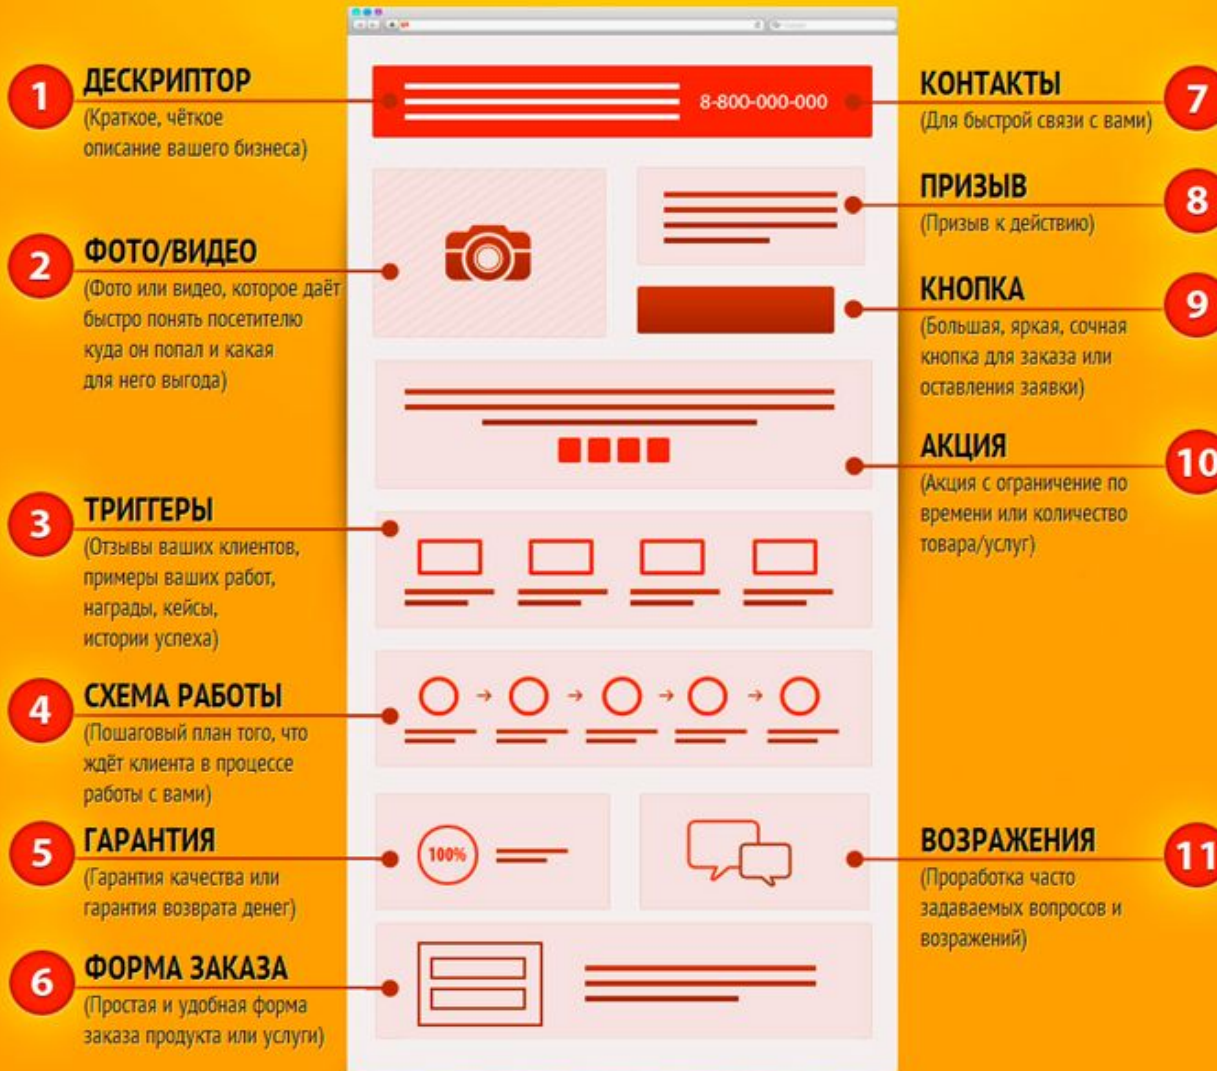 1
ДЕСКРИПТОР
(Краткое, чёткое
описание вашего бизнеса)
2
ФОТО/ВИДЕО
(Фото или видео, которое даёт
быстро понять посетителю
куда он попал и какая
для него выгода)
3
ТРИГГЕРЫ
(Отзывы ваших клиентов,
примеры ваших работ,
награды, кейсы,
истории успеха)
4
СХЕМА РАБОТЫ
(Пошаговый план того, что
ждёт клиента в процессе
работы с вами)
5
ГАРАНТИЯ
(Гарантия качества или
гарантия возврата денег)
6
ФОРМА ЗАКАЗА
(Простая и удобная форма
заказа продукта или услуги)
8-800-000-000
100%
КОНТАКТЫ
7
(Для быстрой связи с вами)
ПРИЗЫВ
8
(Призыв к действию)
КНОПКА
9
(Большая, яркая, сочная
кнопка для заказа или
оставления заявки)
АКЦИЯ
10
(Акция с ограничение по
времени или количество
товара/услуг)
ВОЗРАЖЕНИЯ
11
(Проработка часто
задаваемых вопросов и
возражений)